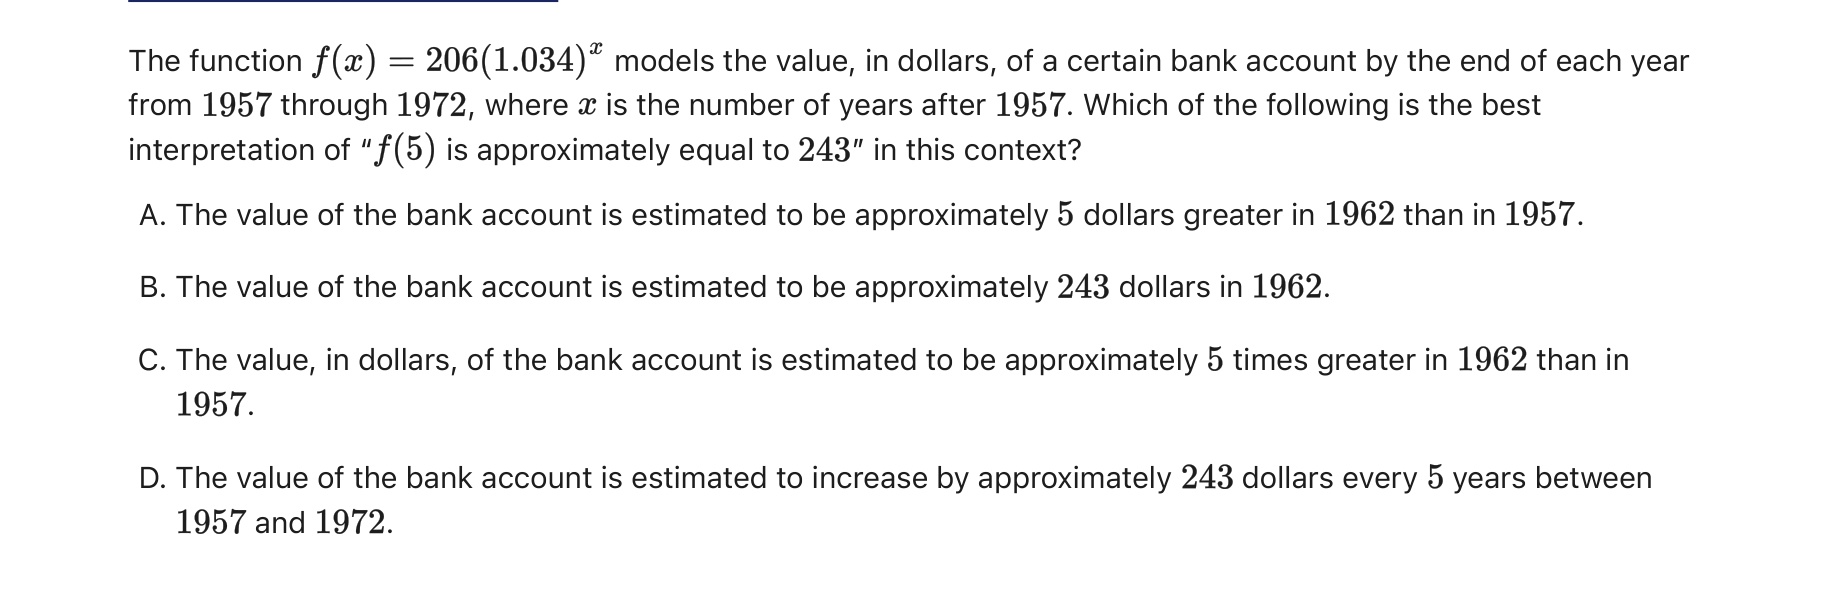 The function f(x) = 206(1.034)^x models the value, in dollars, of a certain bank account by the end of each year
from 1957 through 1972, where x is the number of years after 1957. Which of the following is the best
interpretation of “f(5) is approximately equal to 243” in this context?
A. The value of the bank account is estimated to be approximately 5 dollars greater in 1962 than in 1957.
B. The value of the bank account is estimated to be approximately 243 dollars in 1962.
C. The value, in dollars, of the bank account is estimated to be approximately 5 times greater in 1962 than in
1957.
D. The value of the bank account is estimated to increase by approximately 243 dollars every 5 years between
1957 and 1972.